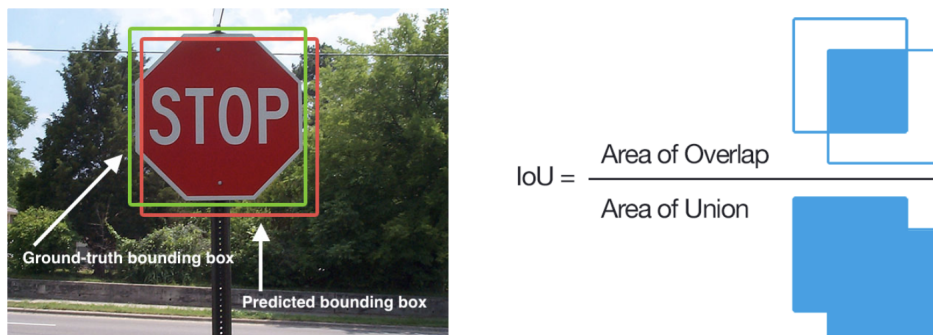 STOP
Ground-truth bounding box
Predicted bounding box
IoU =
Area of Overlap
Area of Union